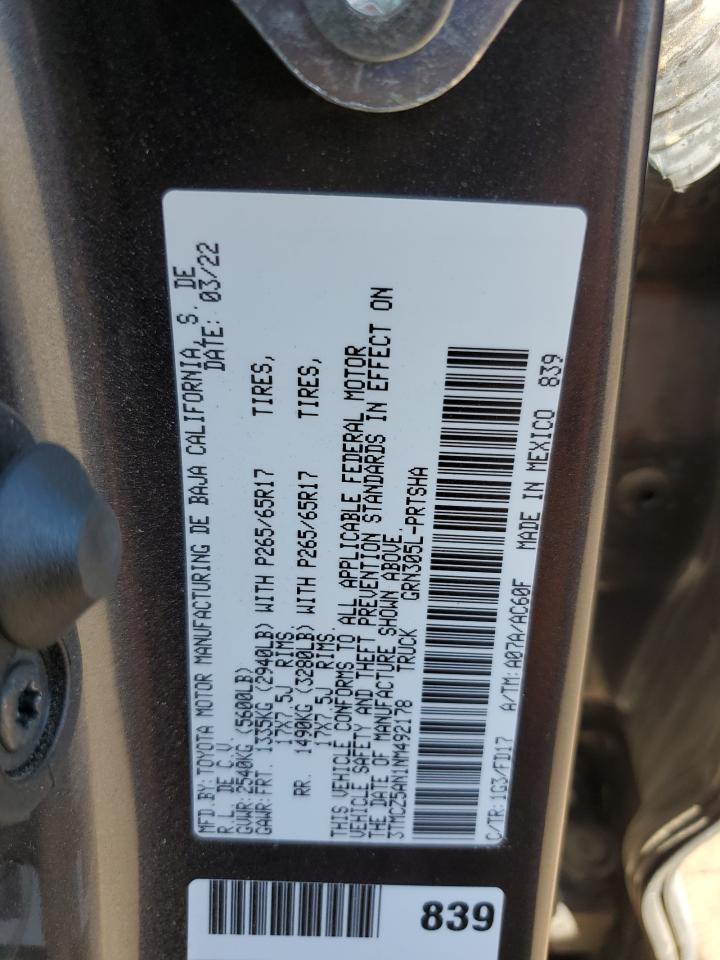 MFD.BY:TOYOTA MOTOR MANUFACTURING DE BAJA CALIFORNIA, S. DE
R.L. DE C.V. DATE: 03/22
GVWR: 2540KG (5600LB)
GAWR:FRT. 1335KG (2940LB) WITH P265/65R17 TIRES,
17X7.5J RIMS.
RR. 1490KG (3280LB) WITH P265/65R17 TIRES,
17X7.5J RIMS.
THIS VEHICLE CONFORMS TO ALL APPLICABLE FEDERAL MOTOR
VEHICLE SAFETY AND THEFT PREVENTION STANDARDS IN EFFECT ON
THE DATE OF MANUFACTURE SHOWN ABOVE.
3TMCZ5AN1NM492178 TRUCK GRN305L-PRTSHA
C/TR:1G3/FD17 A/TM:A07A/AC60F MADE IN MEXICO 839
839